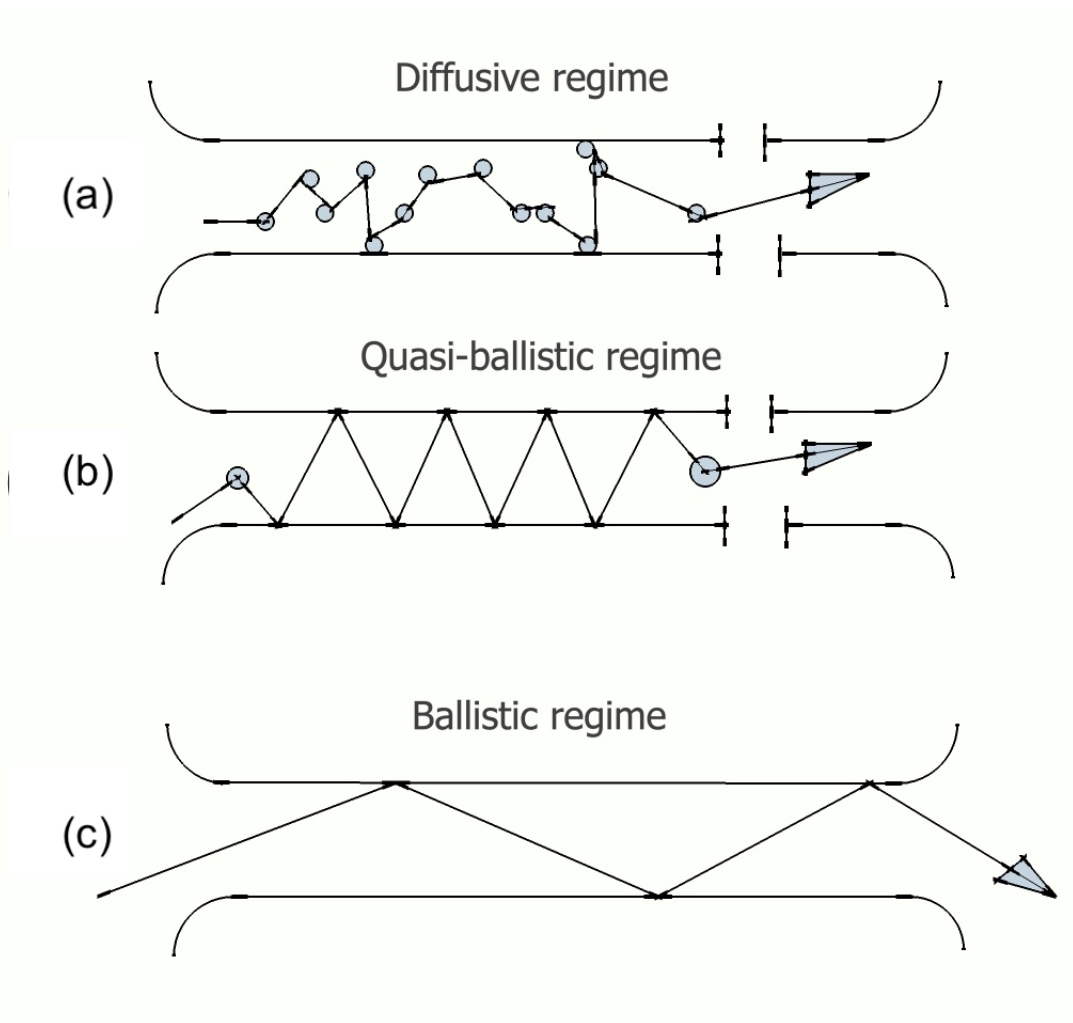 Diffusive regime
(a)
Quasi-ballistic regime
(b)
Ballistic regime
(c)